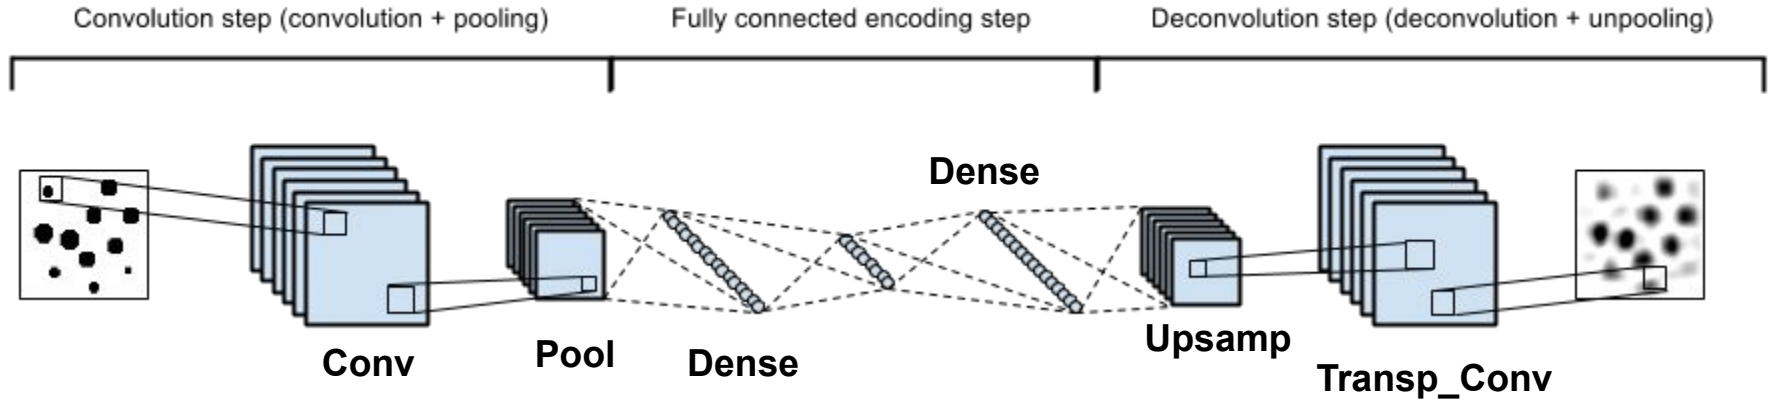 Convolution step (convolution + pooling)
Fully connected encoding step
Deconvolution step (deconvolution + unpooling)
Dense
Conv
Pool
Dense
Upsamp
Transp_Conv